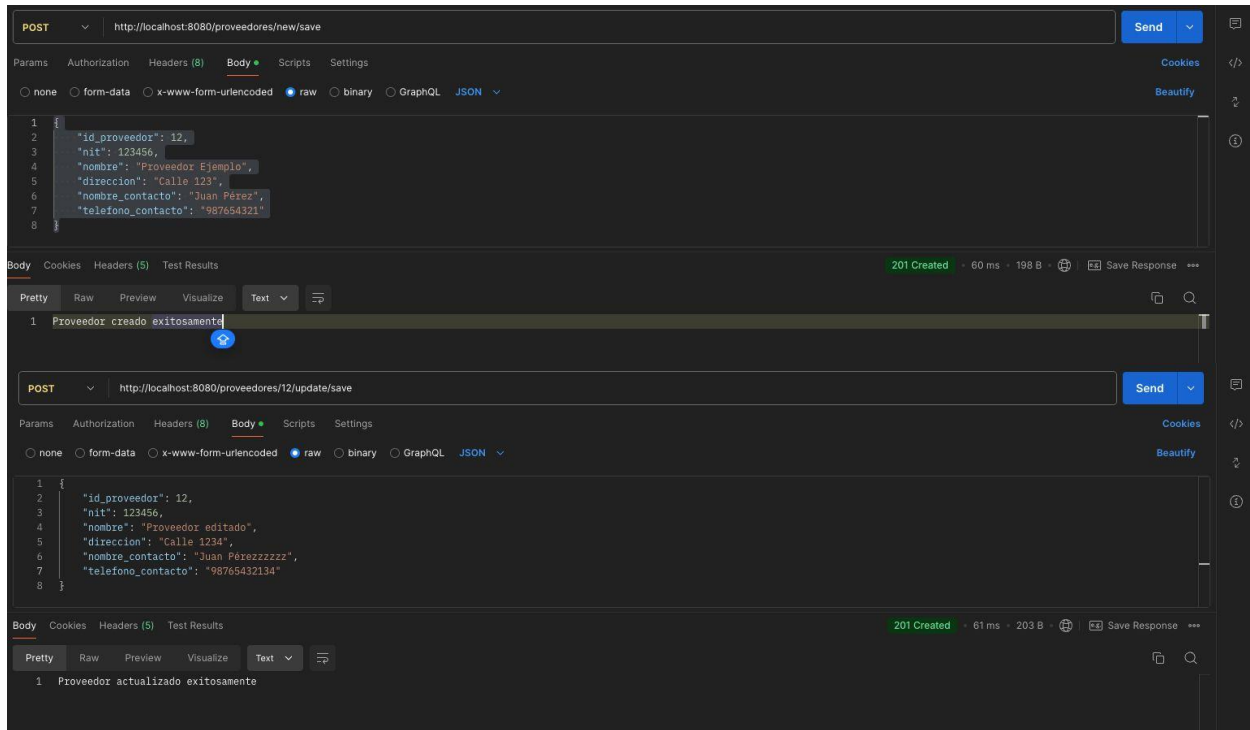 POST http://localhost:8080/proveedores/new/save Send
Params Authorization Headers (8) Body Scripts Settings Cookies
none form-data x-www-form-urlencoded raw binary GraphQL JSON Beautify
1 {
2 "id_proveedor": 12,
3 "nit": 123456,
4 "nombre": "Proveedor Ejemplo",
5 "direccion": "Calle 123",
6 "nombre_contacto": "Juan Pérez",
7 "telefono_contacto": "987654321"
8 }
Body Cookies Headers (5) Test Results 201 Created 60 ms 198 B e.g. Save Response
Pretty Raw Preview Visualize Text
1 Proveedor creado exitosamente
POST http://localhost:8080/proveedores/12/update/save Send
Params Authorization Headers (8) Body Scripts Settings Cookies
none form-data x-www-form-urlencoded raw binary GraphQL JSON Beautify
1 {
2 "id_proveedor": 12,
3 "nit": 123456,
4 "nombre": "Proveedor editado",
5 "direccion": "Calle 1234",
6 "nombre_contacto": "Juan Pérezzzzzz",
7 "telefono_contacto": "98765432134"
8 }
Body Cookies Headers (5) Test Results 201 Created 61 ms 203 B e.g. Save Response
Pretty Raw Preview Visualize Text
1 Proveedor actualizado exitosamente